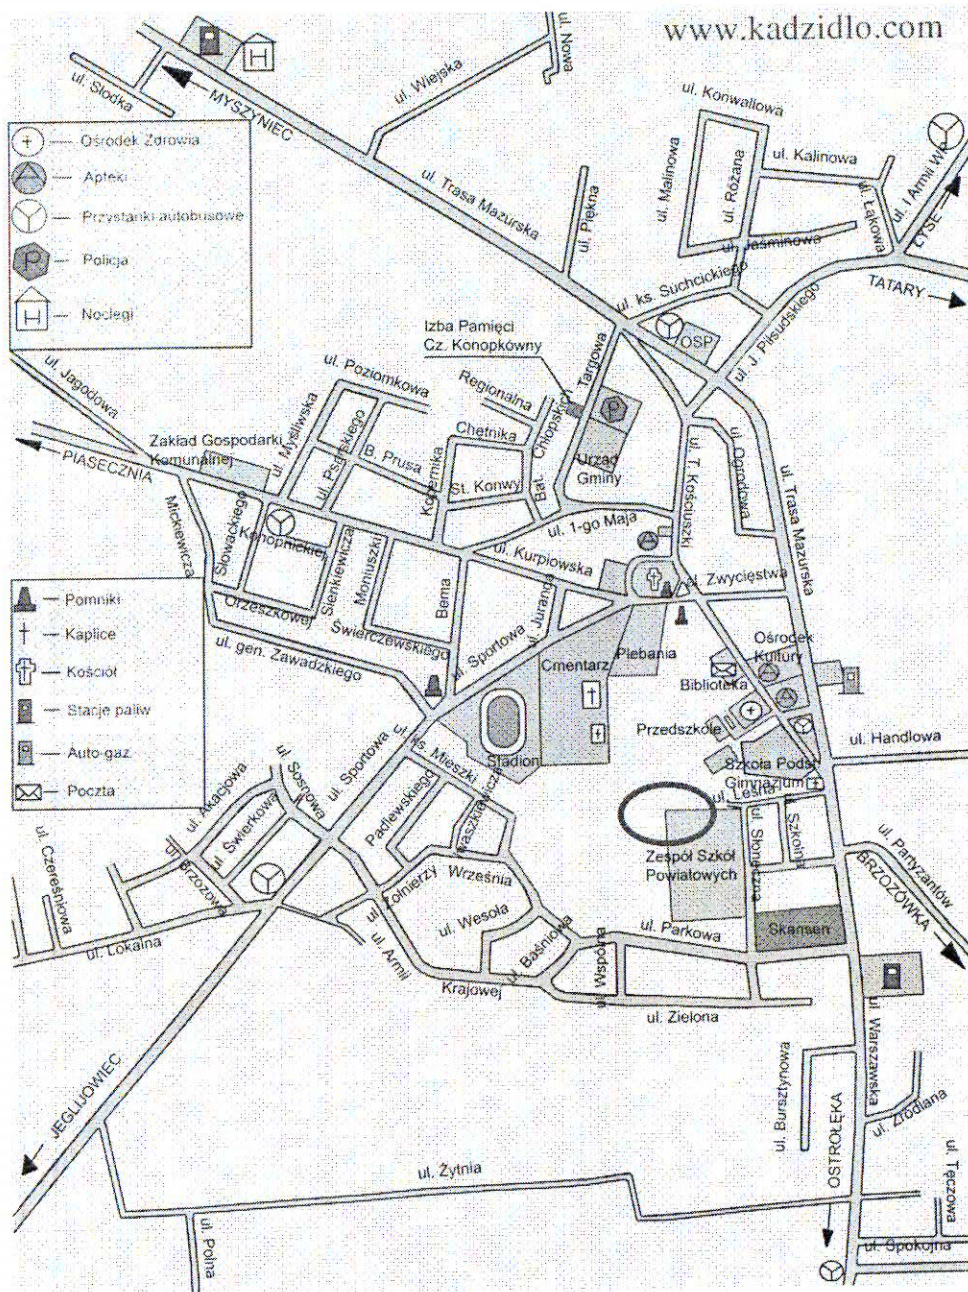 www.kadzidlo.com
ul. Nowa
ul. Wiejska
ul. Słodka
MYSZYNIEC
ul. Konwaliowa
ul. Kalinowa
ul. Malinowa
ul. Różana
ul. I Armii WP
ul. Łąkowa
ŁYSE
ul. Jaśminowa
TATARY
Ośrodek Zdrowia
Apteki
Przystanki autobusowe
Policja
Noclegi
ul. Trasa Mazurska
ul. Piękna
ul. ks. Suchcickiego
ul. J. Piłsudskiego
OSP
Izba Pamięci
Cz. Konopkówny
Targowa
ul. Jagodowa
ul. Poziomkowa
Regionalna
Chętnika
Bat. Chłopskich
ul. Myśliwska
B. Prusa
Kopernika
St. Konwy
Urząd
Gminy
ul. T. Kościuszki
ul. Ogrodowa
ul. Trasa Mazurska
PIASECZNIA
Zakład Gospodarki
Komunalnej
Mickiewicza
Słowackiego
Konopnickiej
Sienkiewicza
Moniuszki
Orzeszkowej
Świerczewskiego
Bema
ul. 1-go Maja
ul. Kurpiowska
ul. Juranda
ul. Zwycięstwa
ul. gen. Zawadzkiego
ul. Sportowa
Cmentarz
Plebania
Ośrodek
Kultury
Biblioteka
Przedszkole
Pomniki
Kaplice
Kościół
Stacje paliw
Auto-gaz
Poczta
Stadion
Szkoła Podst.
Gimnazjum
ul. Handlowa
ul. Leśna
ul. Słoneczna
Szkolna
ul. Sportowa
ul. ks. Mieszki
Padlewskiego
Waszkiewicza
ul. Sosnowa
ul. Akacjowa
ul. Świerkowa
ul. Brzozowa
ul. Czereśniowa
ul. Lokalna
ul. Żołnierzy
Września
ul. Wesoła
ul. Baśniowa
ul. Wspólna
ul. Armii
Krajowej
Zespół Szkół
Powiatowych
ul. Parkowa
Skansen
ul. Zielona
ul. Partyzantów
BRZOZÓWKA
ul. Warszawska
ul. Bursztynowa
ul. Źródlana
OSTROŁĘKA
ul. Tęczowa
ul. Spokojna
JEGLIJOWIEC
ul. Żytnia
ul. Polna